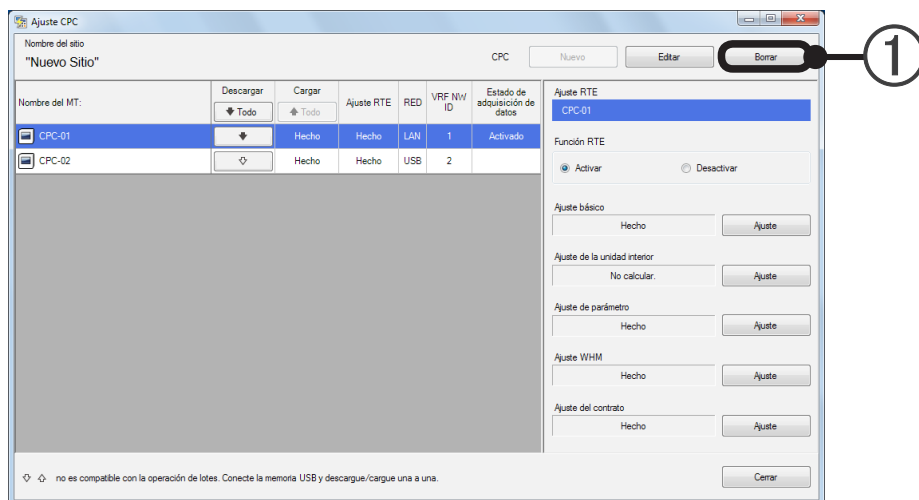 Ajuste CPC
Nombre del sitio
"Nuevo Sitio"
CPC
Nuevo
Editar
Borrar
1
Nombre del MT:
Descargar
Todo
Cargar
Todo
Ajuste RTE
RED
VRF NW
ID
Estado de
adquisición de
datos
CPC-01
Hecho
Hecho
LAN
1
Activado
CPC-02
Hecho
Hecho
USB
2
Ajuste RTE
CPC-01
Función RTE
Activar
Desactivar
Ajuste básico
Hecho
Ajuste
Ajuste de la unidad interior
No calcular.
Ajuste
Ajuste de parámetro
Hecho
Ajuste
Ajuste WHM
Hecho
Ajuste
Ajuste del contrato
Hecho
Ajuste
no es compatible con la operación de lotes. Conecte la memoria USB y descargue/cargue una a una.
Cerrar